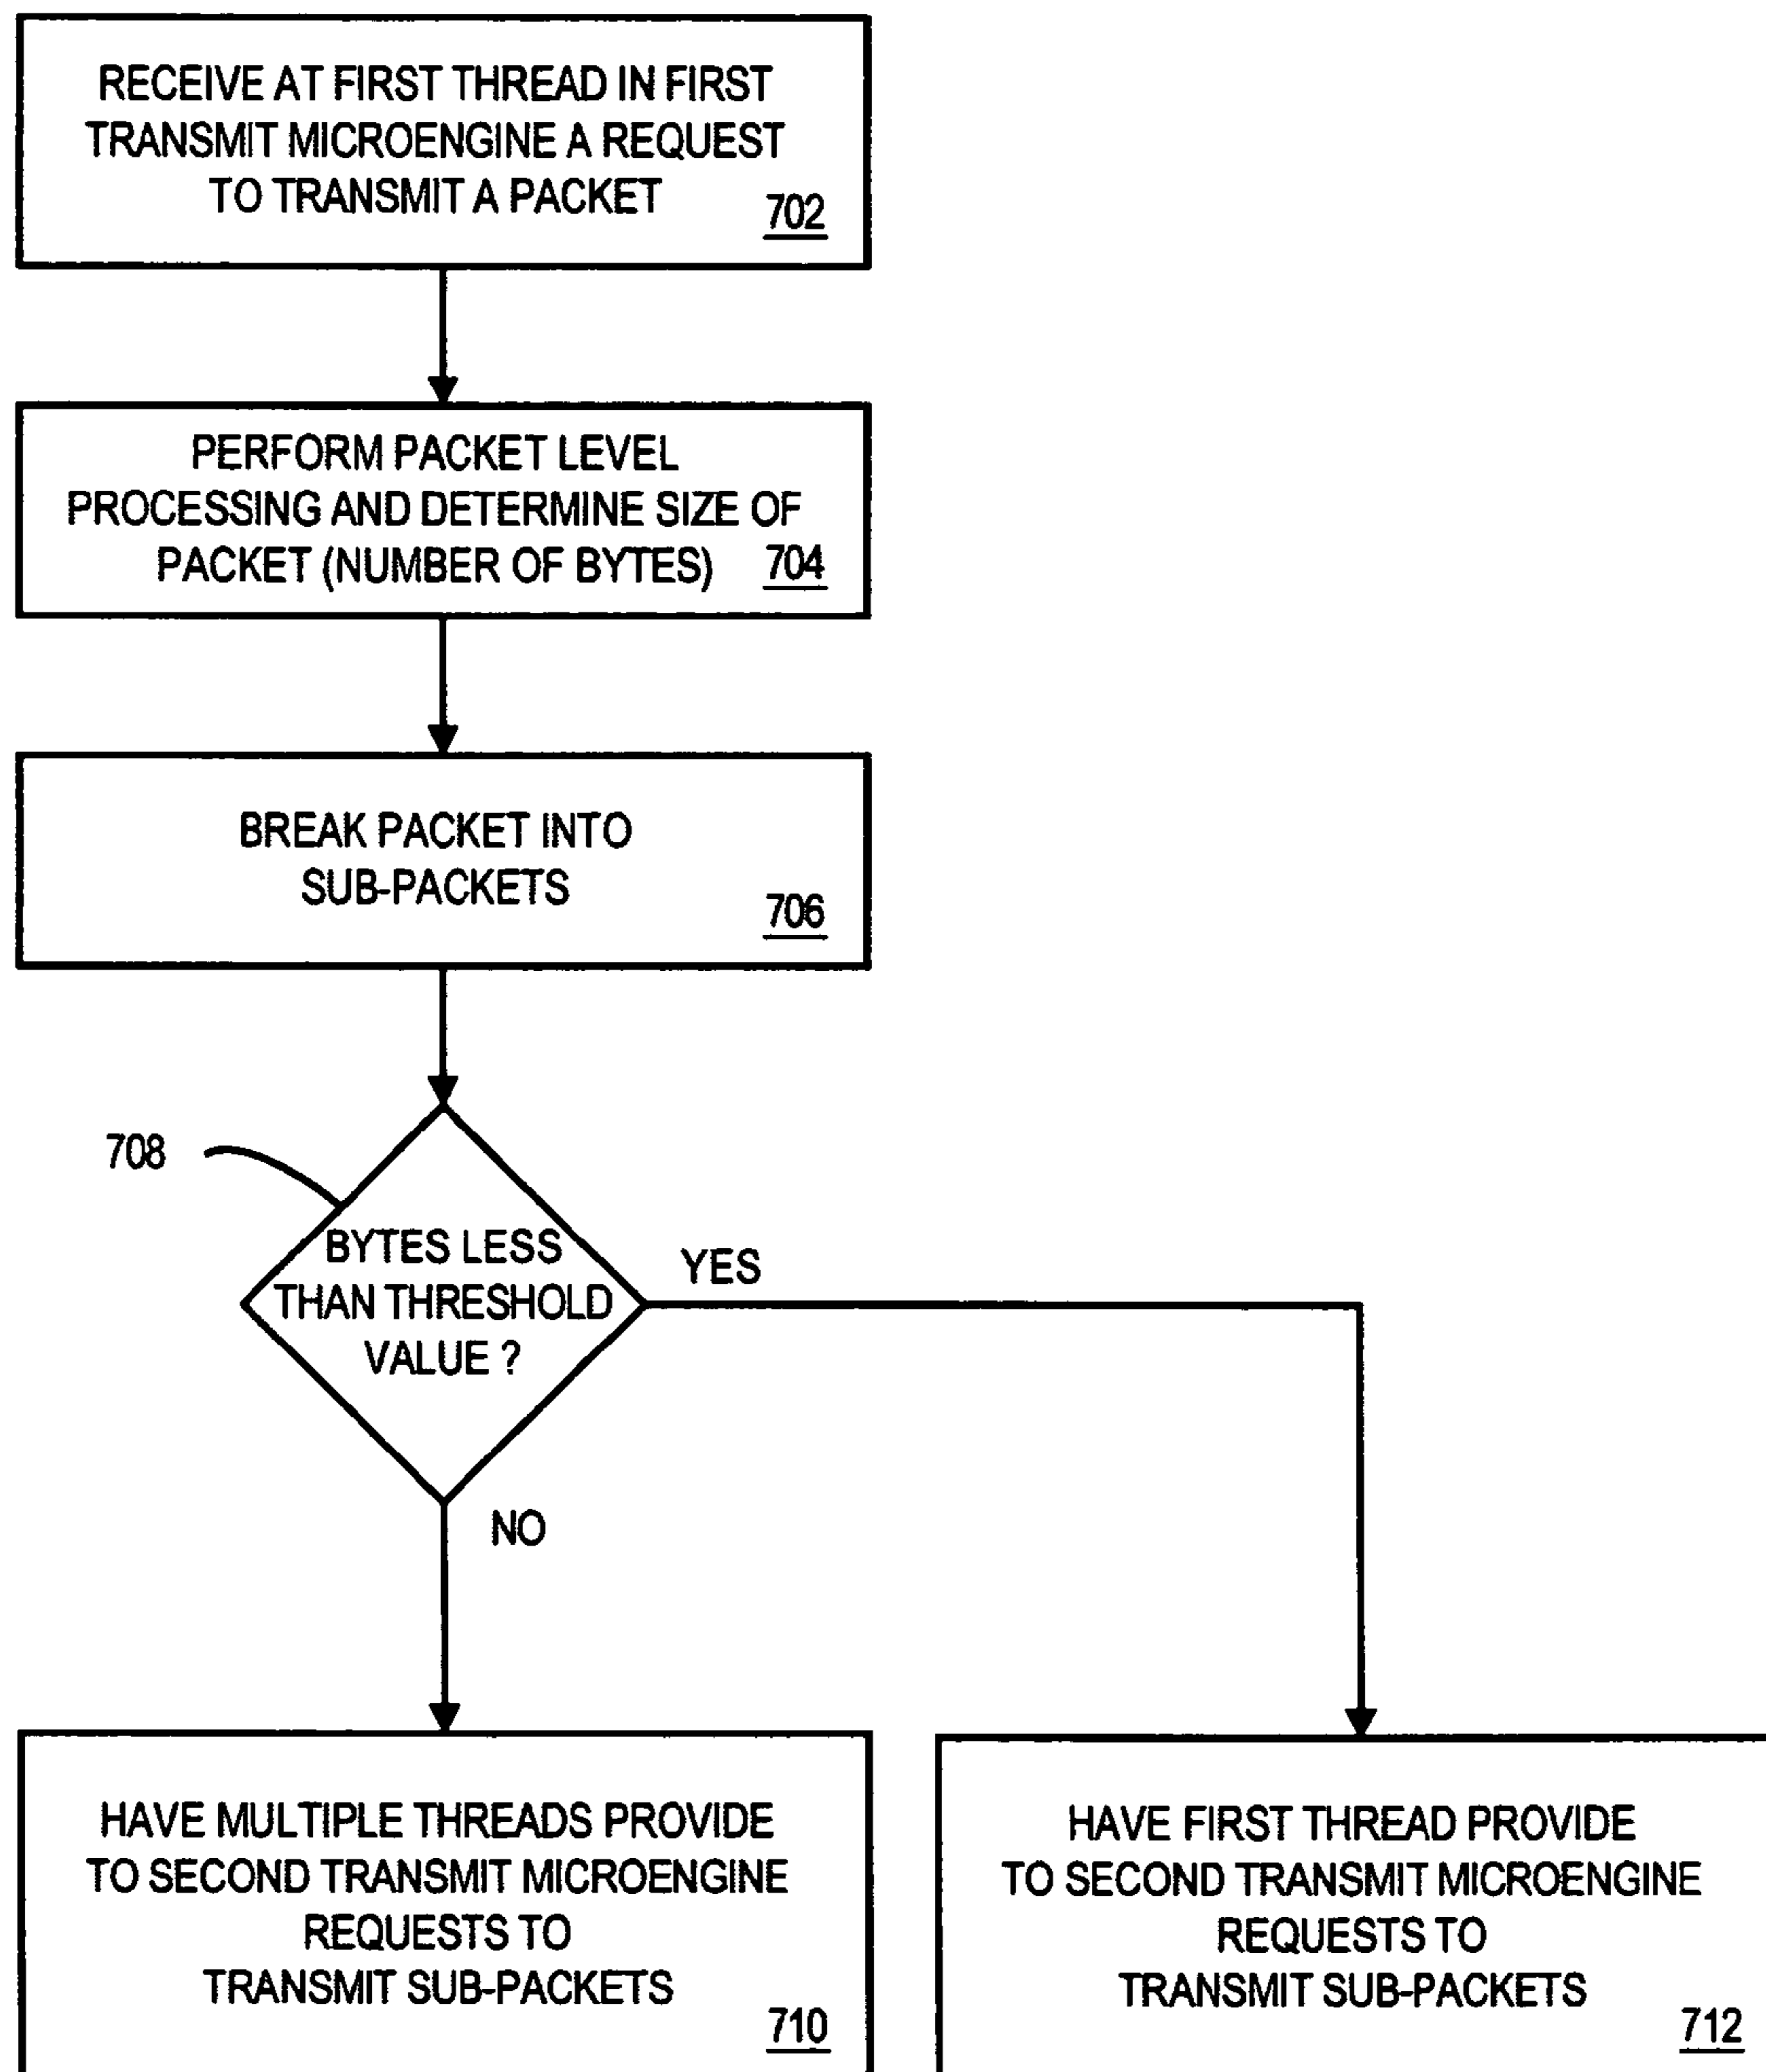 RECEIVE AT FIRST THREAD IN FIRST
TRANSMIT MICROENGINE A REQUEST
TO TRANSMIT A PACKET
702
PERFORM PACKET LEVEL
PROCESSING AND DETERMINE SIZE OF
PACKET (NUMBER OF BYTES) 704
BREAK PACKET INTO
SUB-PACKETS
706
708
BYTES LESS
THAN THRESHOLD
VALUE ?
YES
NO
HAVE MULTIPLE THREADS PROVIDE
TO SECOND TRANSMIT MICROENGINE
REQUESTS TO
TRANSMIT SUB-PACKETS
710
HAVE FIRST THREAD PROVIDE
TO SECOND TRANSMIT MICROENGINE
REQUESTS TO
TRANSMIT SUB-PACKETS
712